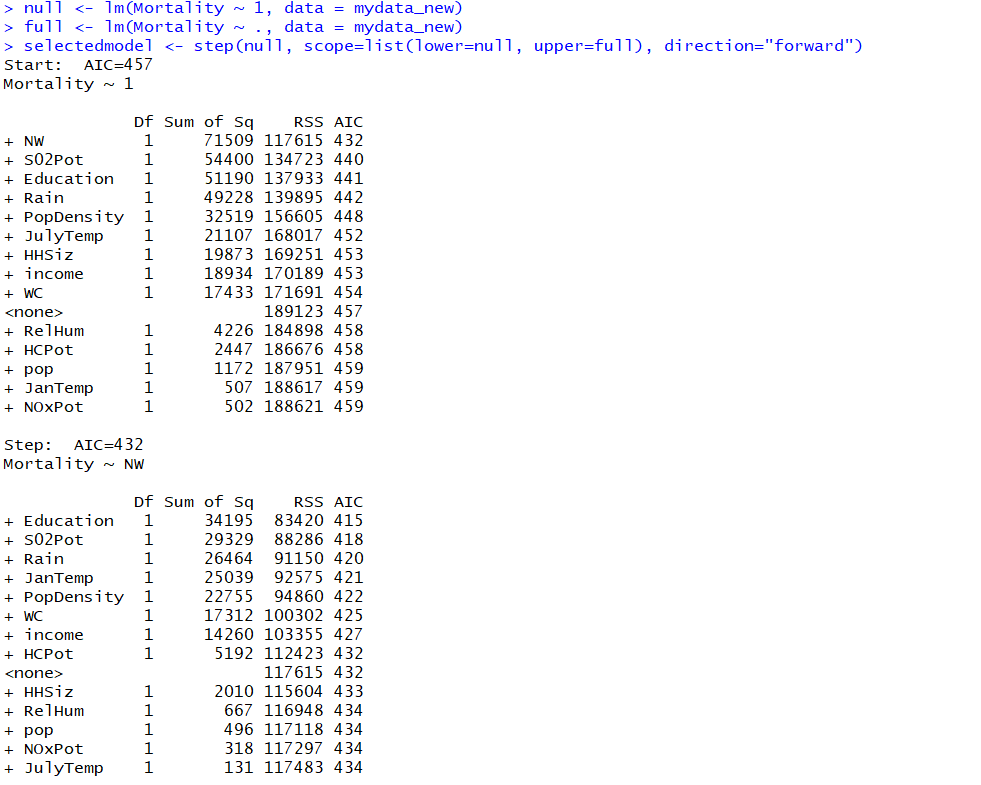 > null <- lm(Mortality ~ 1, data = mydata_new)
> full <- lm(Mortality ~ ., data = mydata_new)
> selectedmodel <- step(null, scope=list(lower=null, upper=full), direction="forward")
Start:  AIC=457
Mortality ~ 1
Df Sum of Sq    RSS AIC
+ NW          1     71509 117615 432
+ SO2Pot      1     54400 134723 440
+ Education   1     51190 137933 441
+ Rain        1     49228 139895 442
+ PopDensity  1     32519 156605 448
+ JulyTemp    1     21107 168017 452
+ HHSiz       1     19873 169251 453
+ income      1     18934 170189 453
+ WC          1     17433 171691 454
<none>                    189123 457
+ RelHum      1      4226 184898 458
+ HCPot       1      2447 186676 458
+ pop         1      1172 187951 459
+ JanTemp     1       507 188617 459
+ NOxPot      1       502 188621 459
Step:  AIC=432
Mortality ~ NW
Df Sum of Sq    RSS AIC
+ Education   1     34195  83420 415
+ SO2Pot      1     29329  88286 418
+ Rain        1     26464  91150 420
+ JanTemp     1     25039  92575 421
+ PopDensity  1     22755  94860 422
+ WC          1     17312 100302 425
+ income      1     14260 103355 427
+ HCPot       1      5192 112423 432
<none>                    117615 432
+ HHSiz       1      2010 115604 433
+ RelHum      1       667 116948 434
+ pop         1       496 117118 434
+ NOxPot      1       318 117297 434
+ JulyTemp    1       131 117483 434